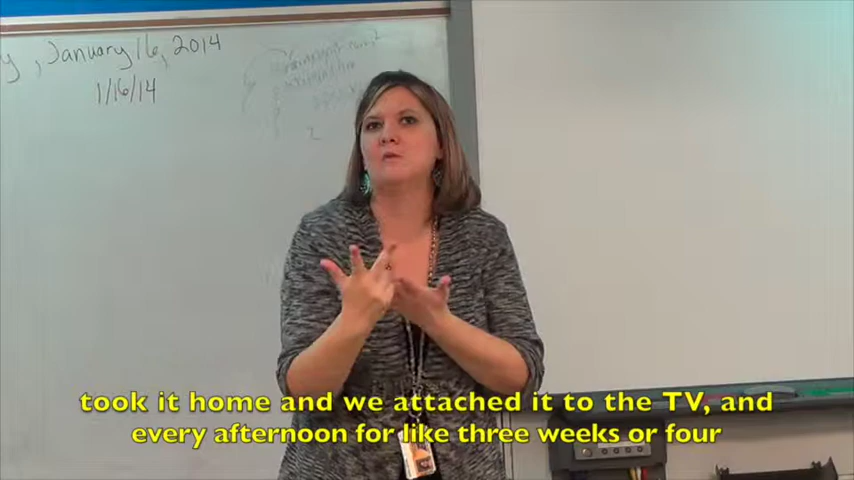 y, January 16, 2014
1/16/14
took it home and we attached it to the TV, and
every afternoon for like three weeks or four